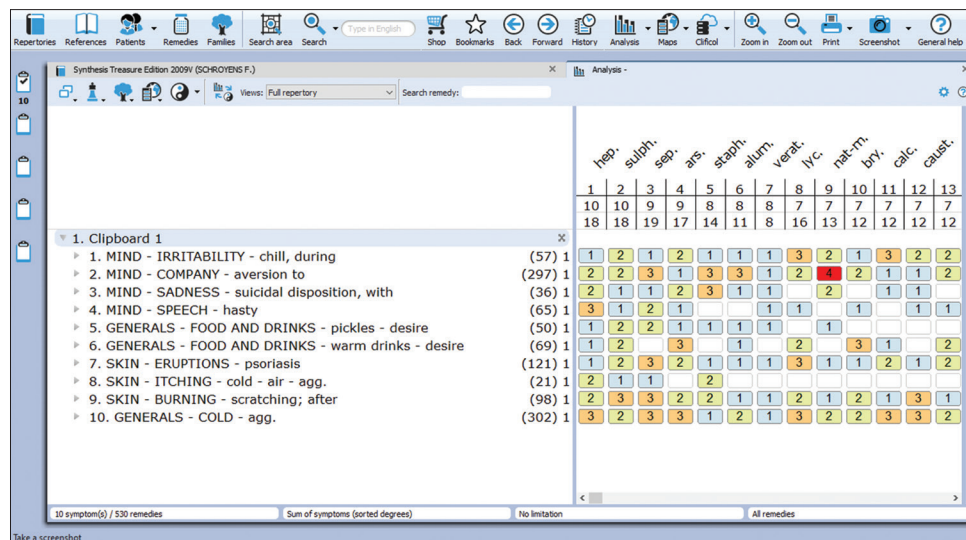 Repertories References Patients Remedies Families Search area Search Type in English Shop Bookmarks Back Forward History Analysis Maps Clificol Zoom in Zoom out Print Screenshot General help
Synthesis Treasure Edition 2009V (SCHROYENS F.) Analysis -
Views: Full repertory Search remedy:
10
hep. sulph. sep. ars. staph. alum. verat. lyc. nat-m. bry. calc. caust.
1 2 3 4 5 6 7 8 9 10 11 12 13
10 10 9 9 8 8 8 7 7 7 7 7 7
18 18 19 17 14 11 8 16 13 12 12 12 12
1. Clipboard 1
1. MIND - IRRITABILITY - chill, during (57) 1 1 2 1 2 1 1 1 3 2 1 3 2 2
2. MIND - COMPANY - aversion to (297) 1 2 2 3 1 3 3 1 2 4 2 1 1 2
3. MIND - SADNESS - suicidal disposition, with (36) 1 2 1 1 2 3 1 1 2 1 1
4. MIND - SPEECH - hasty (65) 1 3 1 2 1 1 1 1 1 1
5. GENERALS - FOOD AND DRINKS - pickles - desire (50) 1 1 2 2 1 1 1 1 1
6. GENERALS - FOOD AND DRINKS - warm drinks - desire (69) 1 1 2 3 1 2 3 1 2
7. SKIN - ERUPTIONS - psoriasis (121) 1 1 2 3 2 1 1 1 3 1 1 2 1 2
8. SKIN - ITCHING - cold - air - agg. (21) 1 2 1 1 2
9. SKIN - BURNING - scratching; after (98) 1 2 3 3 2 2 1 1 2 1 2 1 3 1
10. GENERALS - COLD - agg. (302) 1 3 2 3 3 1 2 1 3 2 2 3 3 2
10 symptom(s) / 530 remedies Sum of symptoms (sorted degrees) No limitation All remedies
Take a screenshot